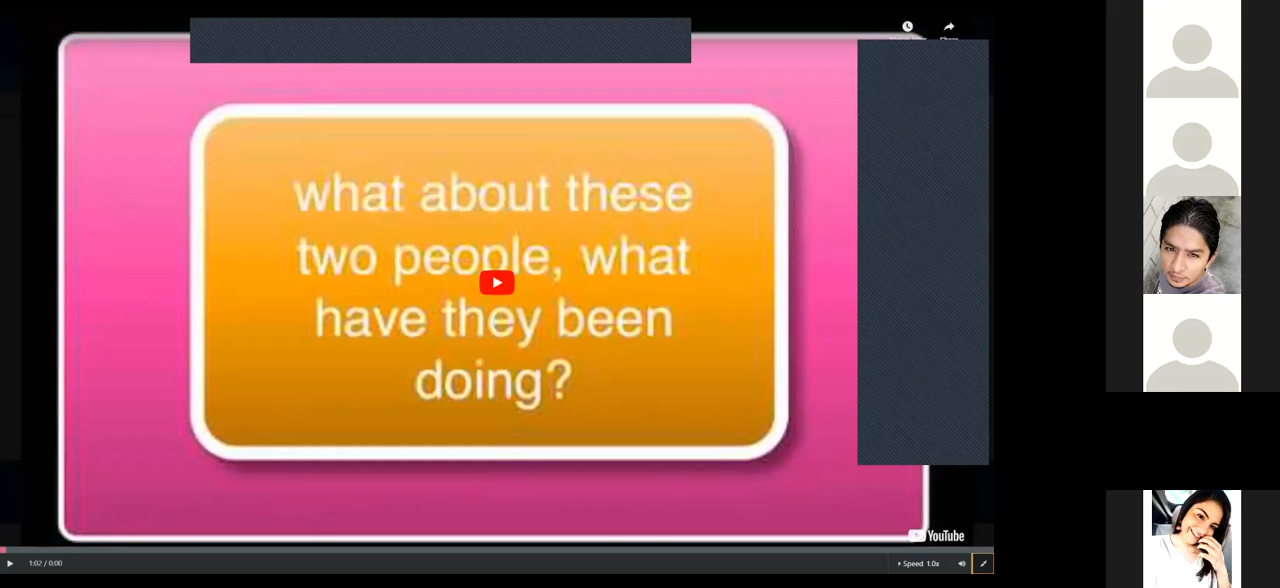 what about these
two people, what
have they been
doing?
YouTube
1:02 / 0:00
Speed 1.0x